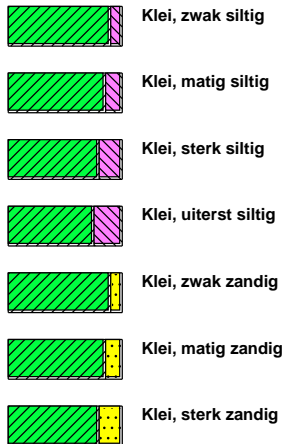 Klei, zwak siltig
Klei, matig siltig
Klei, sterk siltig
Klei, uiterst siltig
Klei, zwak zandig
Klei, matig zandig
Klei, sterk zandig